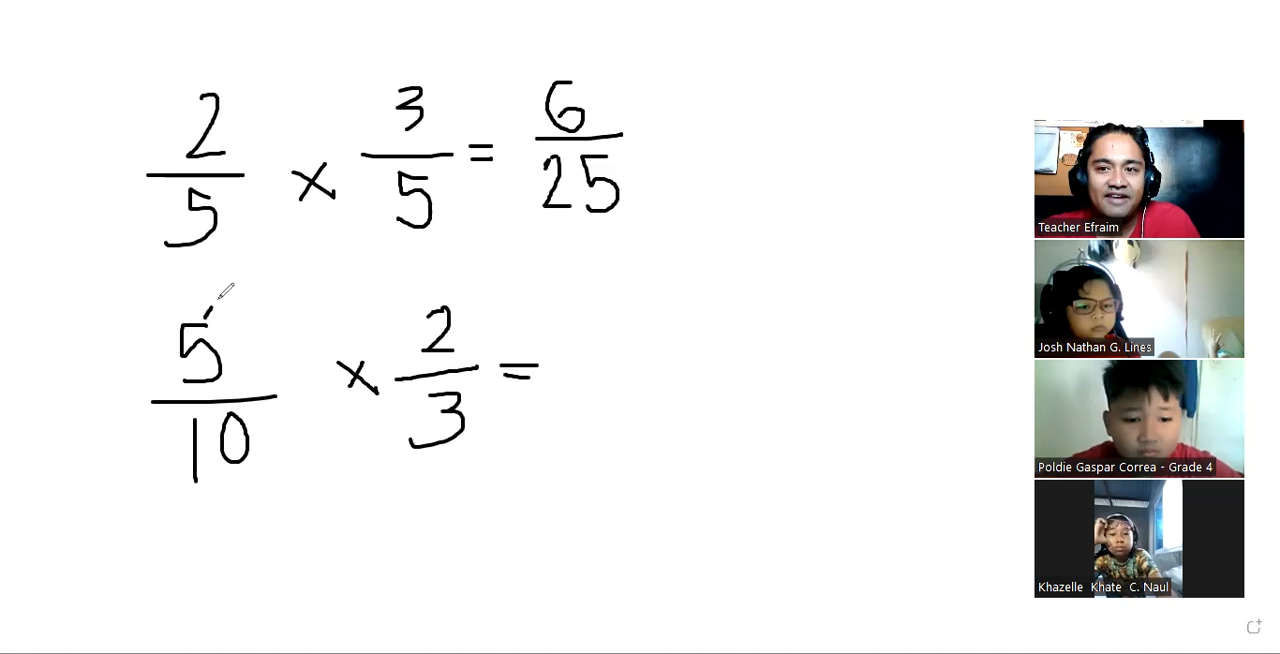 2/5 x 3/5 = 6/25
5/10 x 2/3 =
Teacher Efraim
Josh Nathan G. Lines
Poldie Gaspar Correa - Grade 4
Khazelle Khate C. Naul